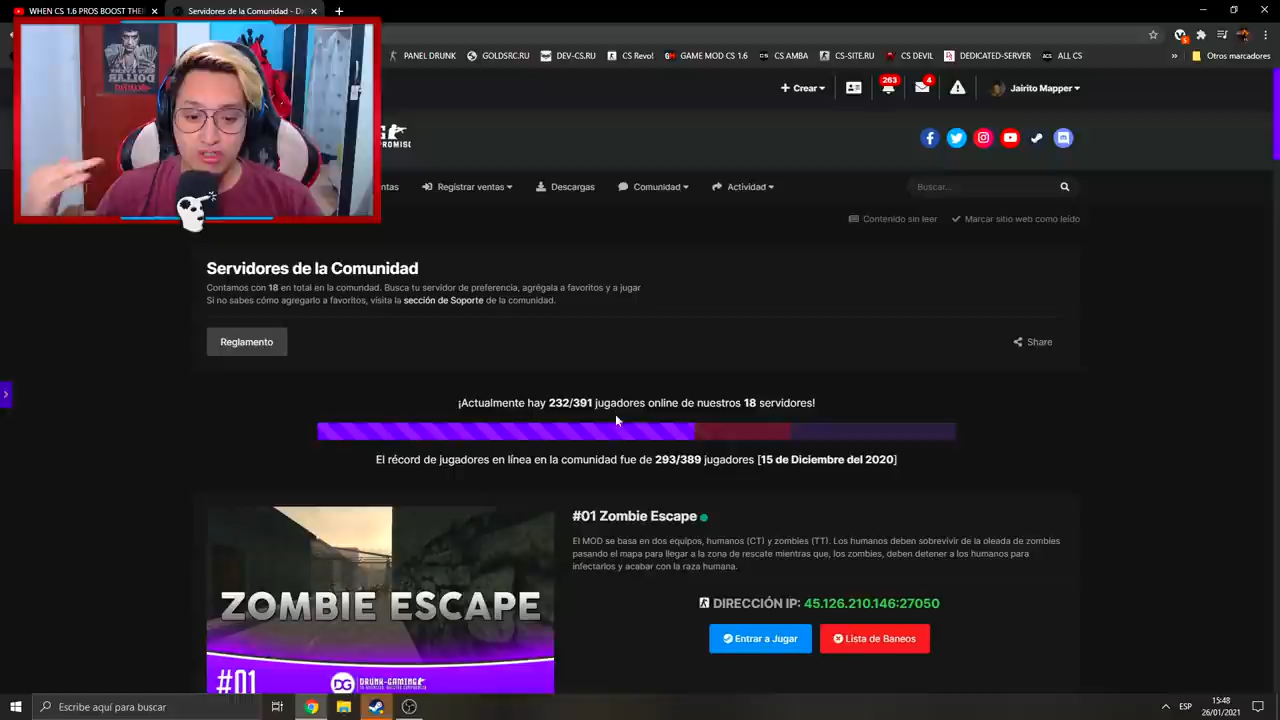 WHEN CS 1.6 PROS BOOST THEI
Servidores de la Comunidad - D
PANEL DRUNK
GOLDSRC.RU
DEV-CS.RU
CS Revo!
GAME MOD CS 1.6
CS AMBA
CS-SITE.RU
CS DEVIL
DEDICATED-SERVER
ALL CS
Otros marcadores
DOLLAR
Crear
263
4
Jairito Mapper
G
PROMISO
ntas
Registrar ventas
Descargas
Comunidad
Actividad
Buscar...
Contenido sin leer
Marcar sitio web como leído
Servidores de la Comunidad
Contamos con 18 en total en la comundad. Busca tu servidor de preferencia, agrégala a favoritos y a jugar
Si no sabes cómo agregarlo a favoritos, visita la sección de Soporte de la comunidad.
Reglamento
Share
¡Actualmente hay 232/391 jugadores online de nuestros 18 servidores!
El récord de jugadores en línea en la comunidad fue de 293/389 jugadores [15 de Diciembre del 2020]
#01 Zombie Escape
El MOD se basa en dos equipos, humanos (CT) y zombies (TT). Los humanos deben sobrevivir de la oleada de zombies
pasando el mapa para llegar a la zona de rescate mientras que, los zombies, deben detener a los humanos para
infectarlos y acabar con la raza humana.
DIRECCIÓN IP: 45.126.210.146:27050
Entrar a Jugar
Lista de Baneos
ZOMBIE ESCAPE
#01
DG
DRUNK-GAMING
Escribe aquí para buscar
ESP
15:48
26/01/2021